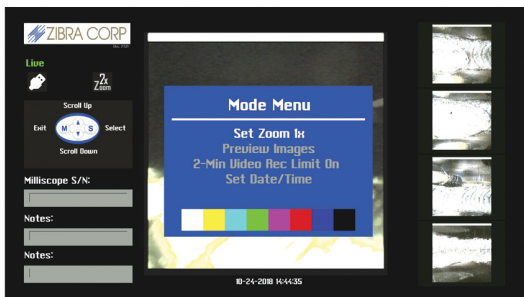 ZIBRA CORP
Live
2x
Zoom
Scroll Up
Exit
M
S
Select
Scroll Down
Milliscope S/N:
Notes:
Notes:
Mode Menu
Set Zoom 1x
Preview Images
2-Min Video Rec Limit On
Set Date/Time
10-24-2018 14:44:35